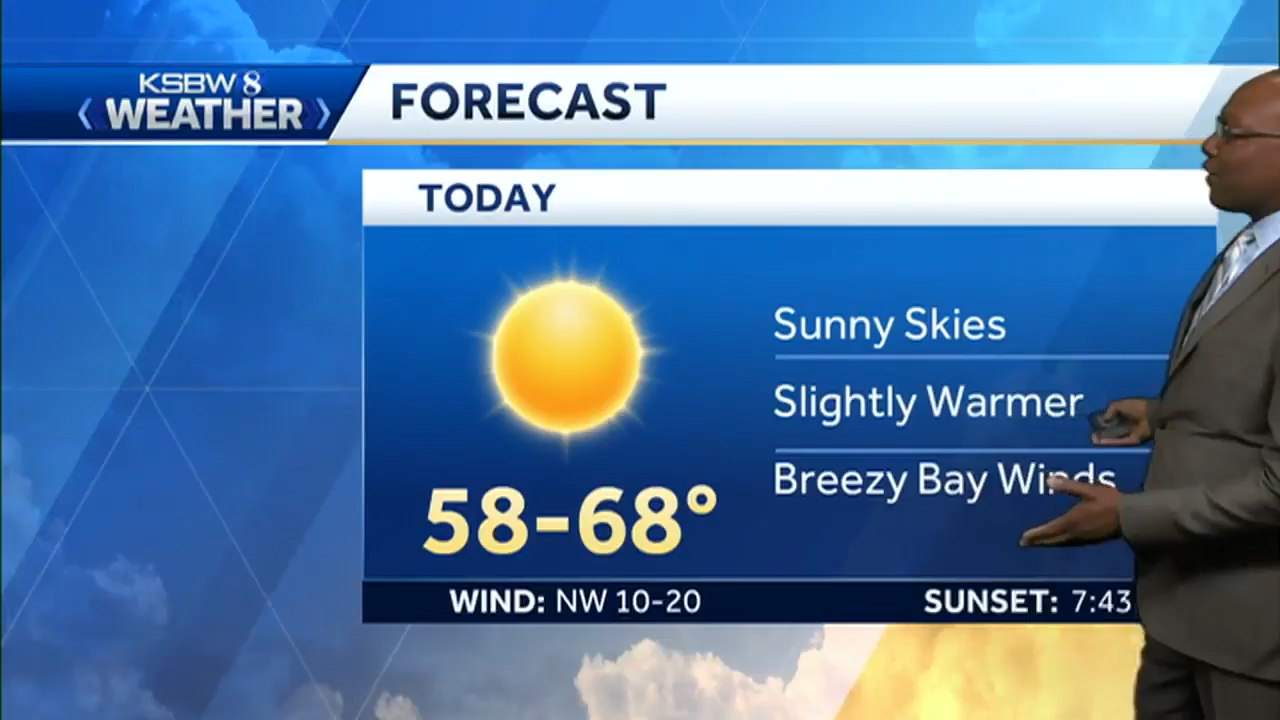 KSBW 8
WEATHER
FORECAST
TODAY
Sunny Skies
Slightly Warmer
Breezy Bay Winds
58-68°
WIND: NW 10-20
SUNSET: 7:43